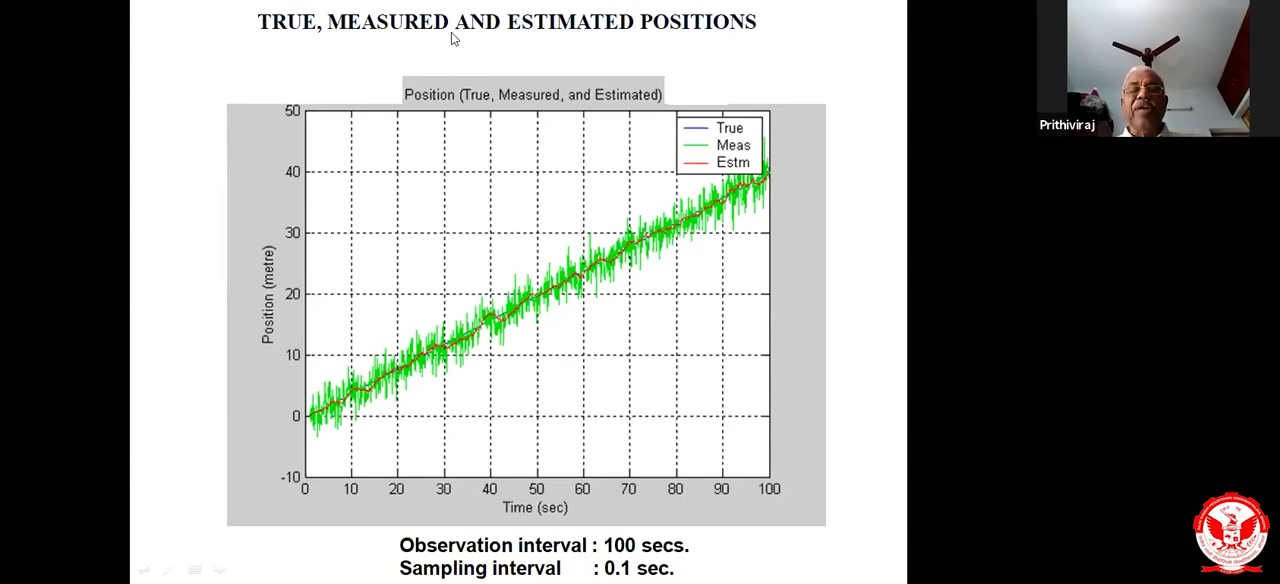 TRUE, MEASURED AND ESTIMATED POSITIONS
Position (True, Measured, and Estimated)
50
40
30
20
10
0
-10
Position (metre)
True
Meas
Estm
0 10 20 30 40 50 60 70 80 90 100
Time (sec)
Observation interval : 100 secs.
Sampling interval : 0.1 sec.
Prithiviraj